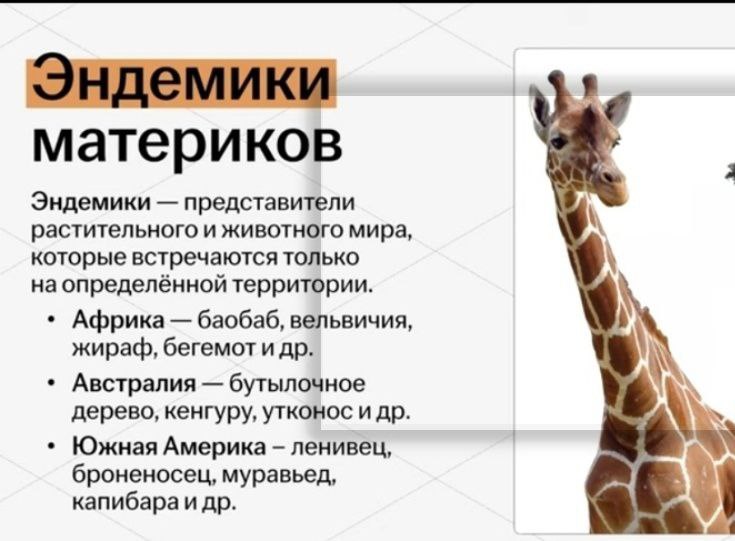 Эндемики
материков
Эндемики — представители
растительного и животного мира,
которые встречаются только
на определённой территории.
• Африка — баобаб, вельвичия,
жираф, бегемот и др.
• Австралия — бутылочное
дерево, кенгуру, утконос и др.
• Южная Америка – ленивец,
броненосец, муравьед,
капибара и др.